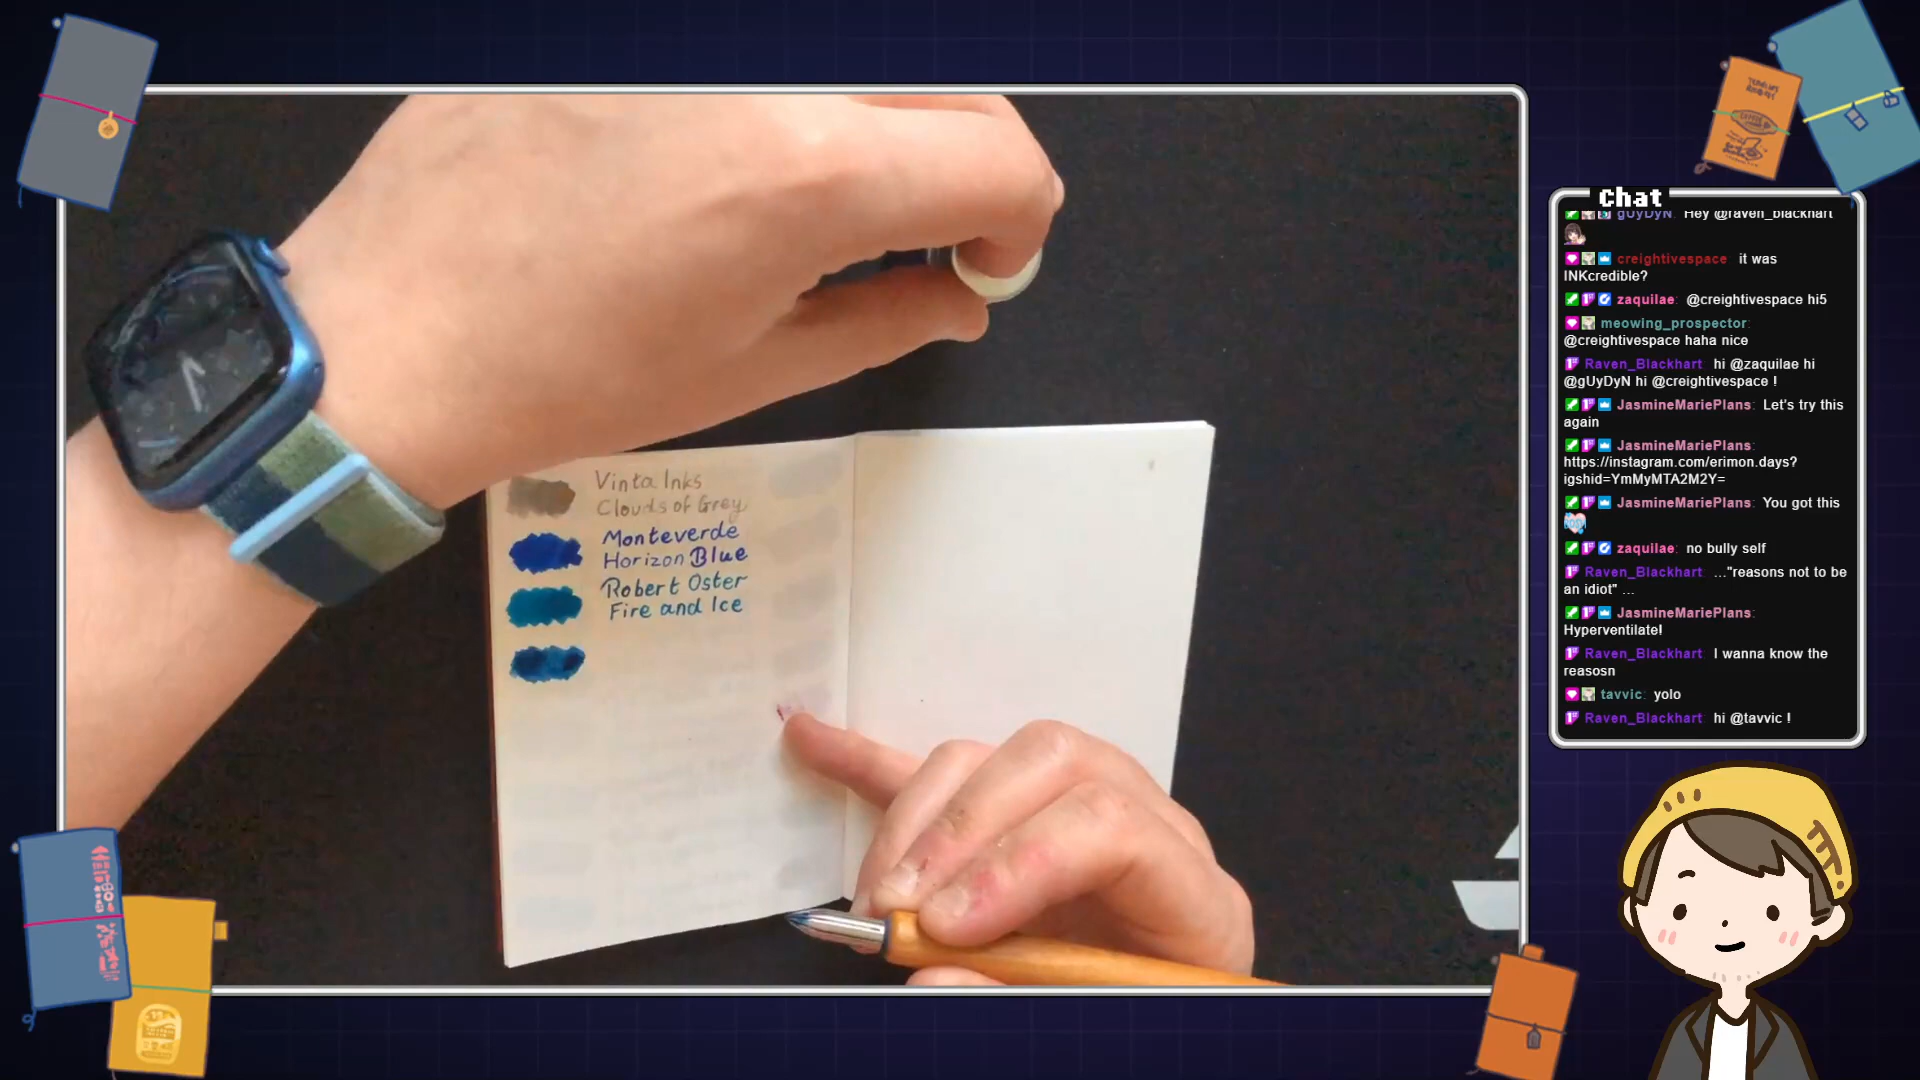 Vinta Inks
Clouds of Grey
Monteverde
Horizon Blue
Robert Oster
Fire and Ice
chat
gUyDyN: Hey @raven_blackhart
creightivespace it was
INKcredible?
zaquilae: @creightivespace hi5
meowing_prospector:
@creightivespace haha nice
Raven_Blackhart: hi @zaquilae hi
@gUyDyN hi @creightivespace !
JasmineMariePlans: Let's try this
again
JasmineMariePlans:
https://instagram.com/erimon.days?
igshid=YmMyMTA2M2Y=
JasmineMariePlans: You got this
zaquilae: no bully self
Raven_Blackhart: ..."reasons not to be
an idiot" ...
JasmineMariePlans:
Hyperventilate!
Raven_Blackhart: I wanna know the
reasosn
tavvic: yolo
Raven_Blackhart: hi @tavvic !